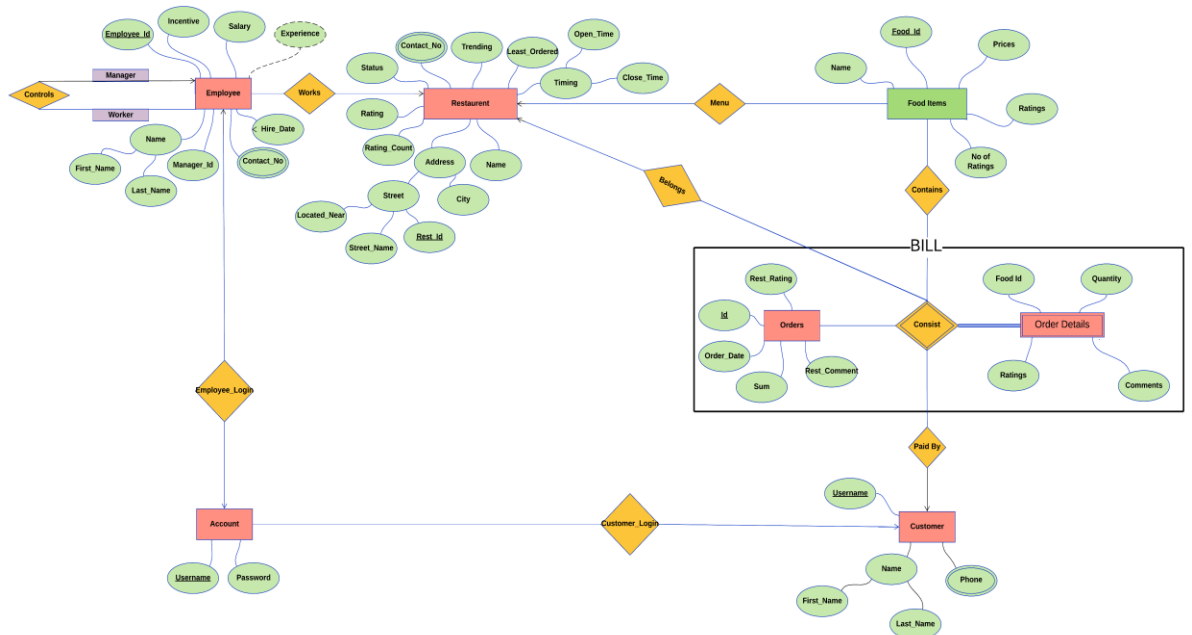 Employee_Id
Incentive
Salary
Experience
Manager
Controls
Employee
Worker
Works
Hire_Date
Name
First_Name
Last_Name
Manager_Id
Contact_No
Contact_No
Trending
Least_Ordered
Open_Time
Status
Timing
Close_Time
Restaurent
Rating
Rating_Count
Address
Name
Street
City
Located_Near
Street_Name
Rest_Id
Menu
Food_Id
Prices
Name
Food Items
Ratings
No of
Ratings
Belongs
Contains
BILL
Rest_Rating
Id
Orders
Order_Date
Sum
Rest_Comment
Consist
Food Id
Quantity
Order Details
Ratings
Comments
Employee_Login
Paid By
Account
Username
Password
Customer_Login
Username
Customer
Name
Phone
First_Name
Last_Name